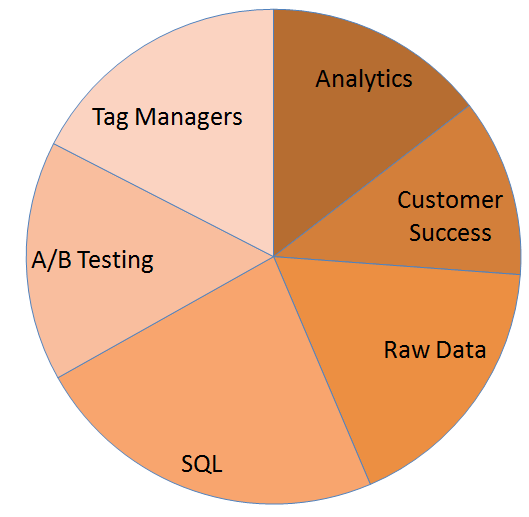 Analytics
Customer
Success
Raw Data
SQL
A/B Testing
Tag Managers